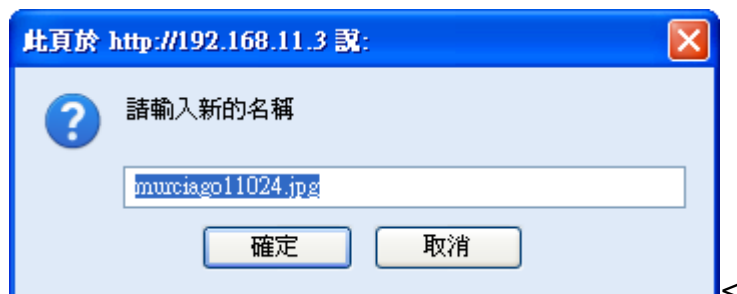 此頁於 http://192.168.11.3 說:
請輸入新的名稱
murciago11024.jpg
確定 取消
<